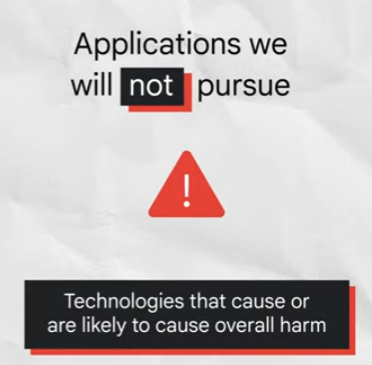 Applications we
will not pursue
!
Technologies that cause or
are likely to cause overall harm